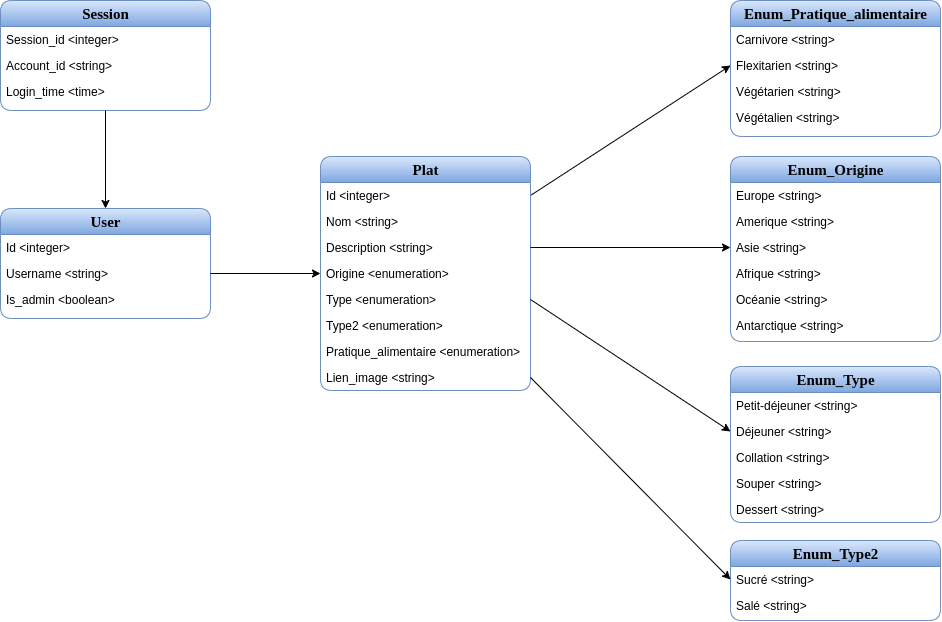 Session
Session_id <integer>
Account_id <string>
Login_time <time>
User
Id <integer>
Username <string>
Is_admin <boolean>
Plat
Id <integer>
Nom <string>
Description <string>
Origine <enumeration>
Type <enumeration>
Type2 <enumeration>
Pratique_alimentaire <enumeration>
Lien_image <string>
Enum_Pratique_alimentaire
Carnivore <string>
Flexitarien <string>
Végétarien <string>
Végétalien <string>
Enum_Origine
Europe <string>
Amerique <string>
Asie <string>
Afrique <string>
Océanie <string>
Antarctique <string>
Enum_Type
Petit-déjeuner <string>
Déjeuner <string>
Collation <string>
Souper <string>
Dessert <string>
Enum_Type2
Sucré <string>
Salé <string>